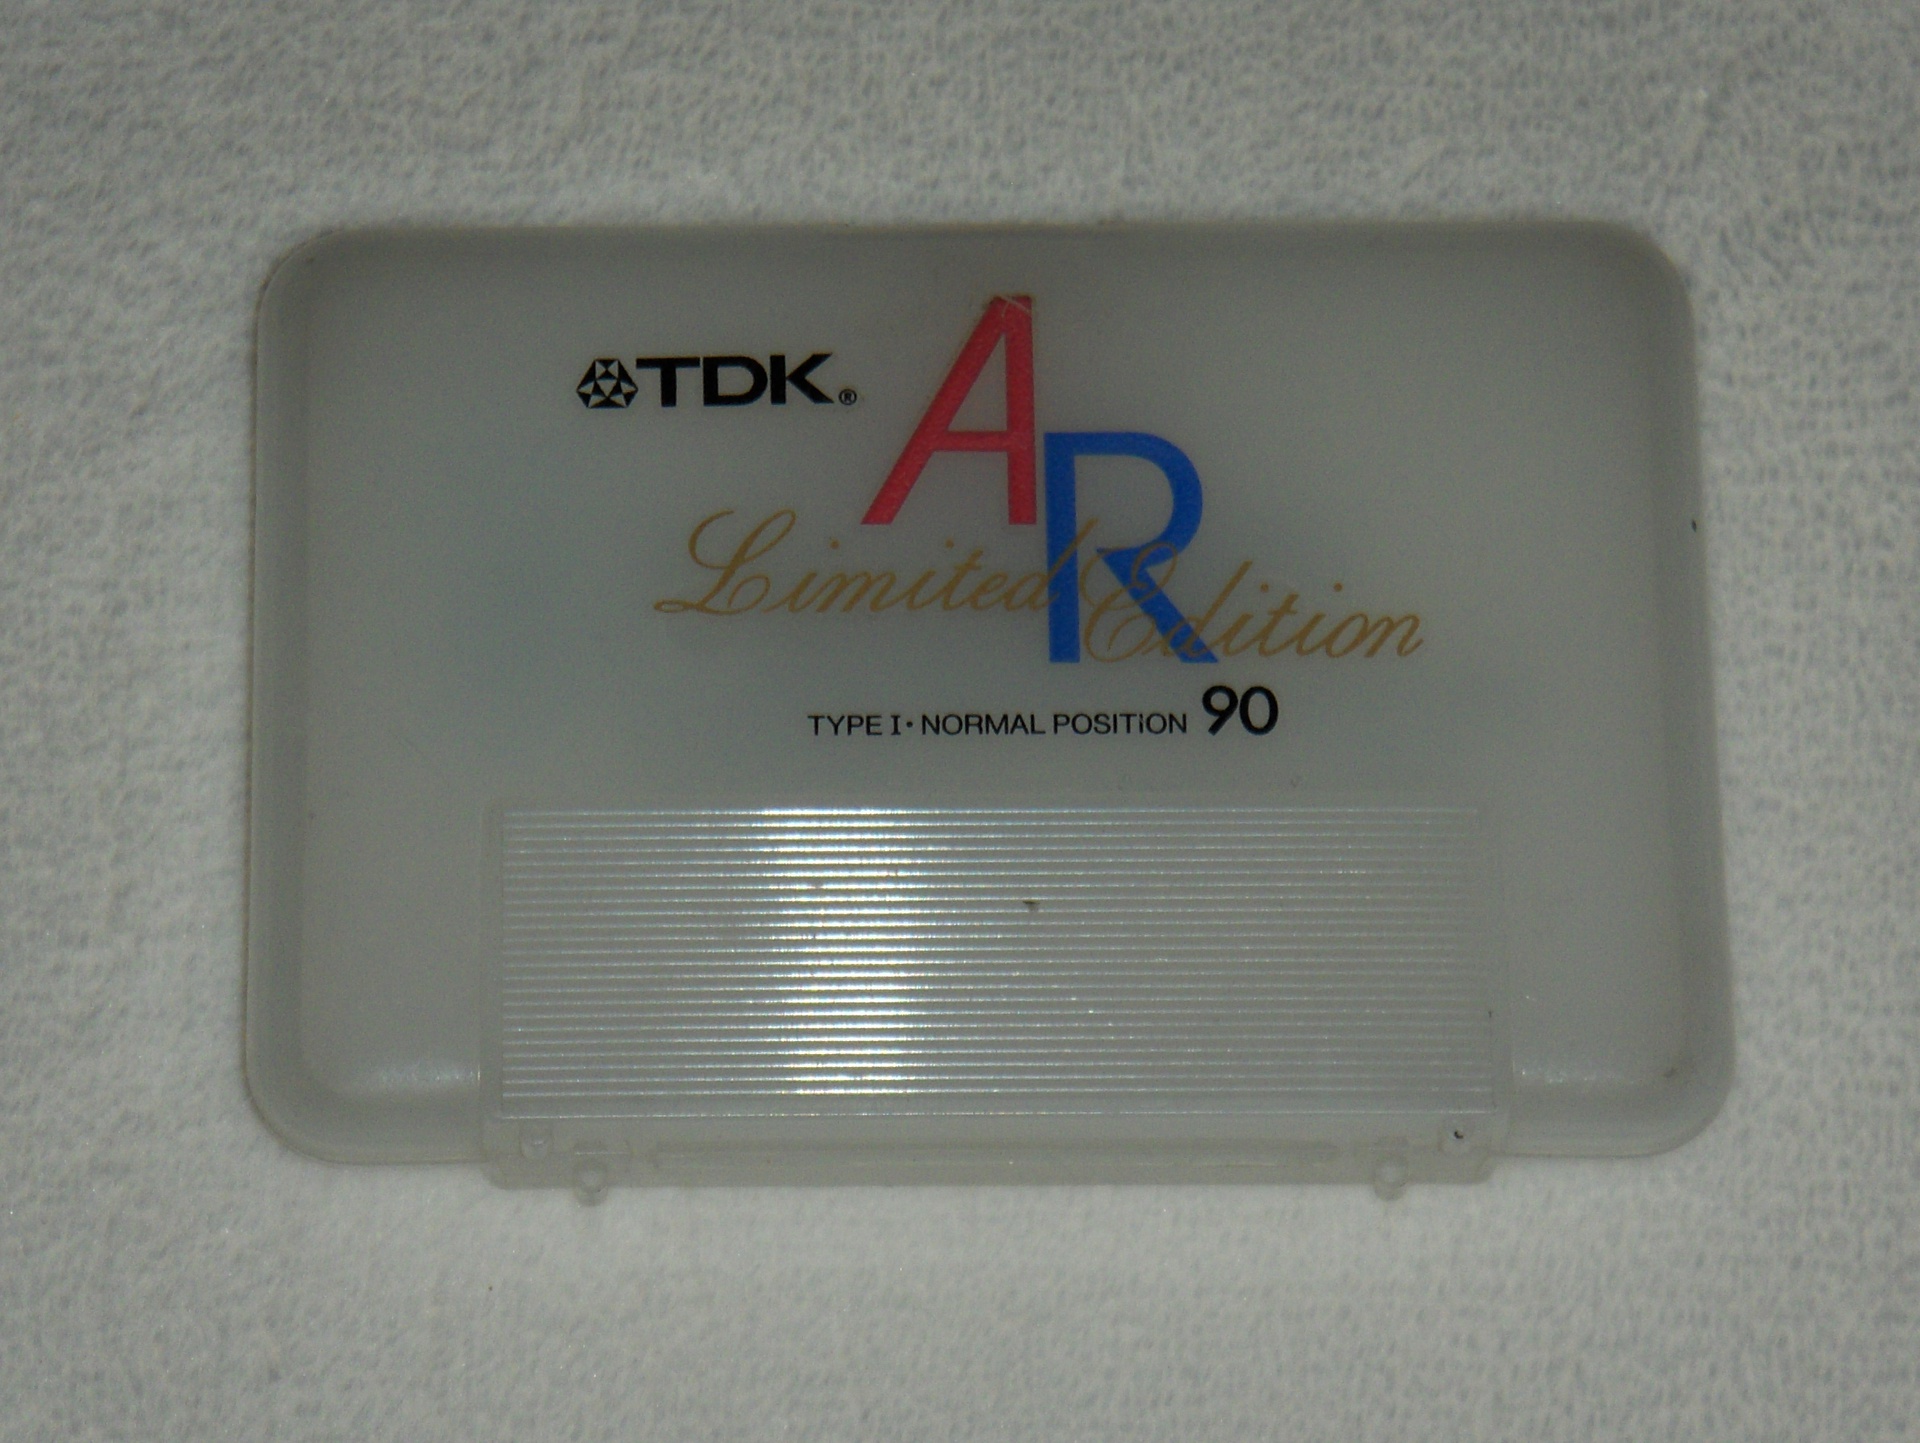 TDK®
AR
Limited Edition
TYPE I • NORMAL POSITION 90